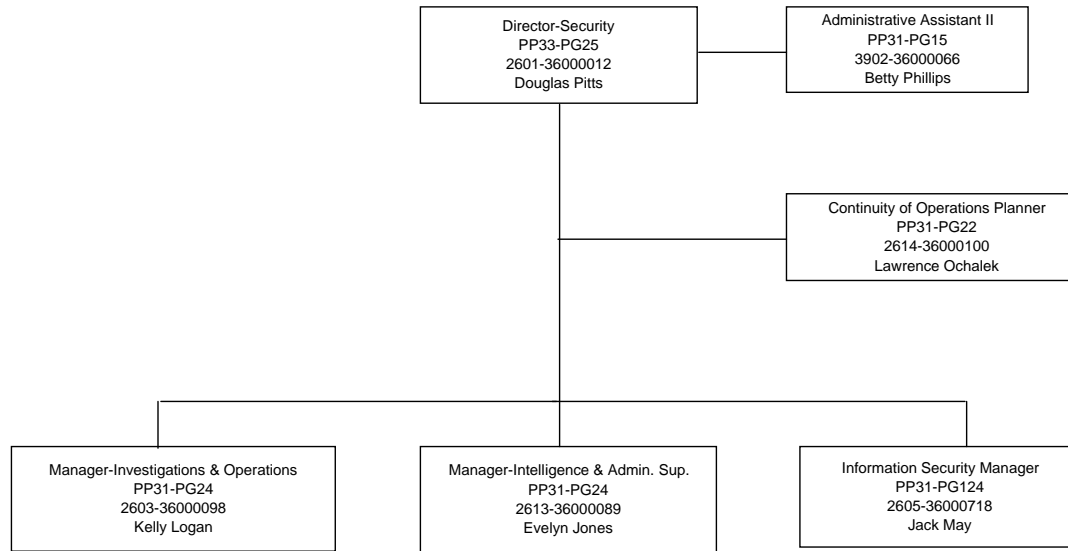 Director-Security
PP33-PG25
2601-36000012
Douglas Pitts
Administrative Assistant II
PP31-PG15
3902-36000066
Betty Phillips
Continuity of Operations Planner
PP31-PG22
2614-36000100
Lawrence Ochalek
Manager-Investigations & Operations
PP31-PG24
2603-36000098
Kelly Logan
Manager-Intelligence & Admin. Sup.
PP31-PG24
2613-36000089
Evelyn Jones
Information Security Manager
PP31-PG124
2605-36000718
Jack May